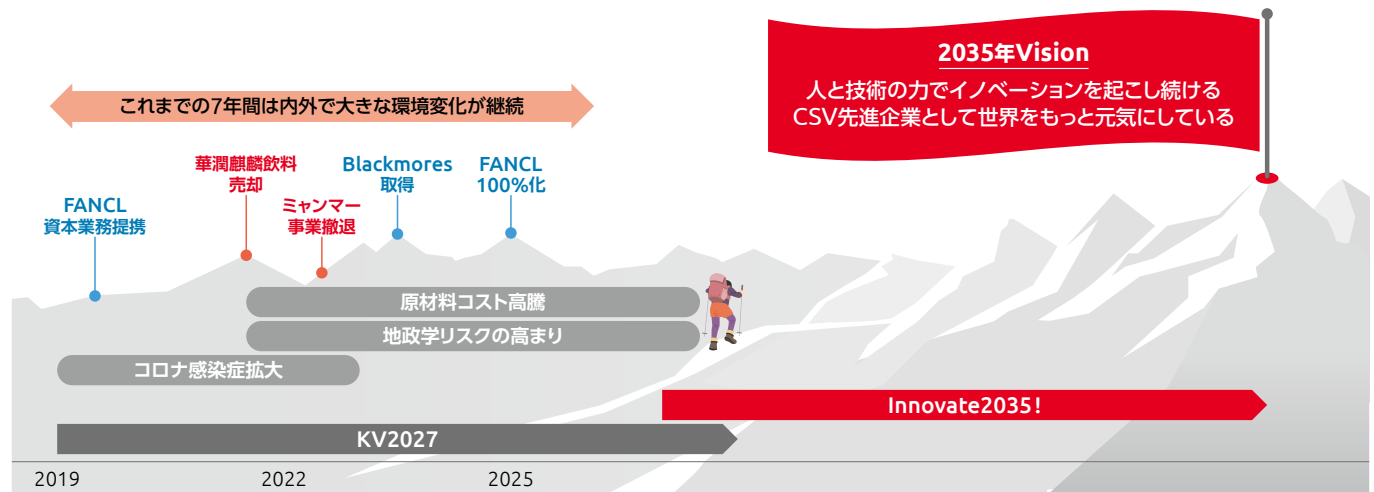 2035年Vision
人と技術の力でイノベーションを起こし続ける
CSV先進企業として世界をもっと元気にしている
これまでの7年間は内外で大きな環境変化が継続
FANCL
資本業務提携
華潤麒麟飲料
売却
ミャンマー
事業撤退
Blackmores
取得
FANCL
100%化
原材料コスト高騰
地政学リスクの高まり
コロナ感染症拡大
Innovate2035!
KV2027
2019
2022
2025